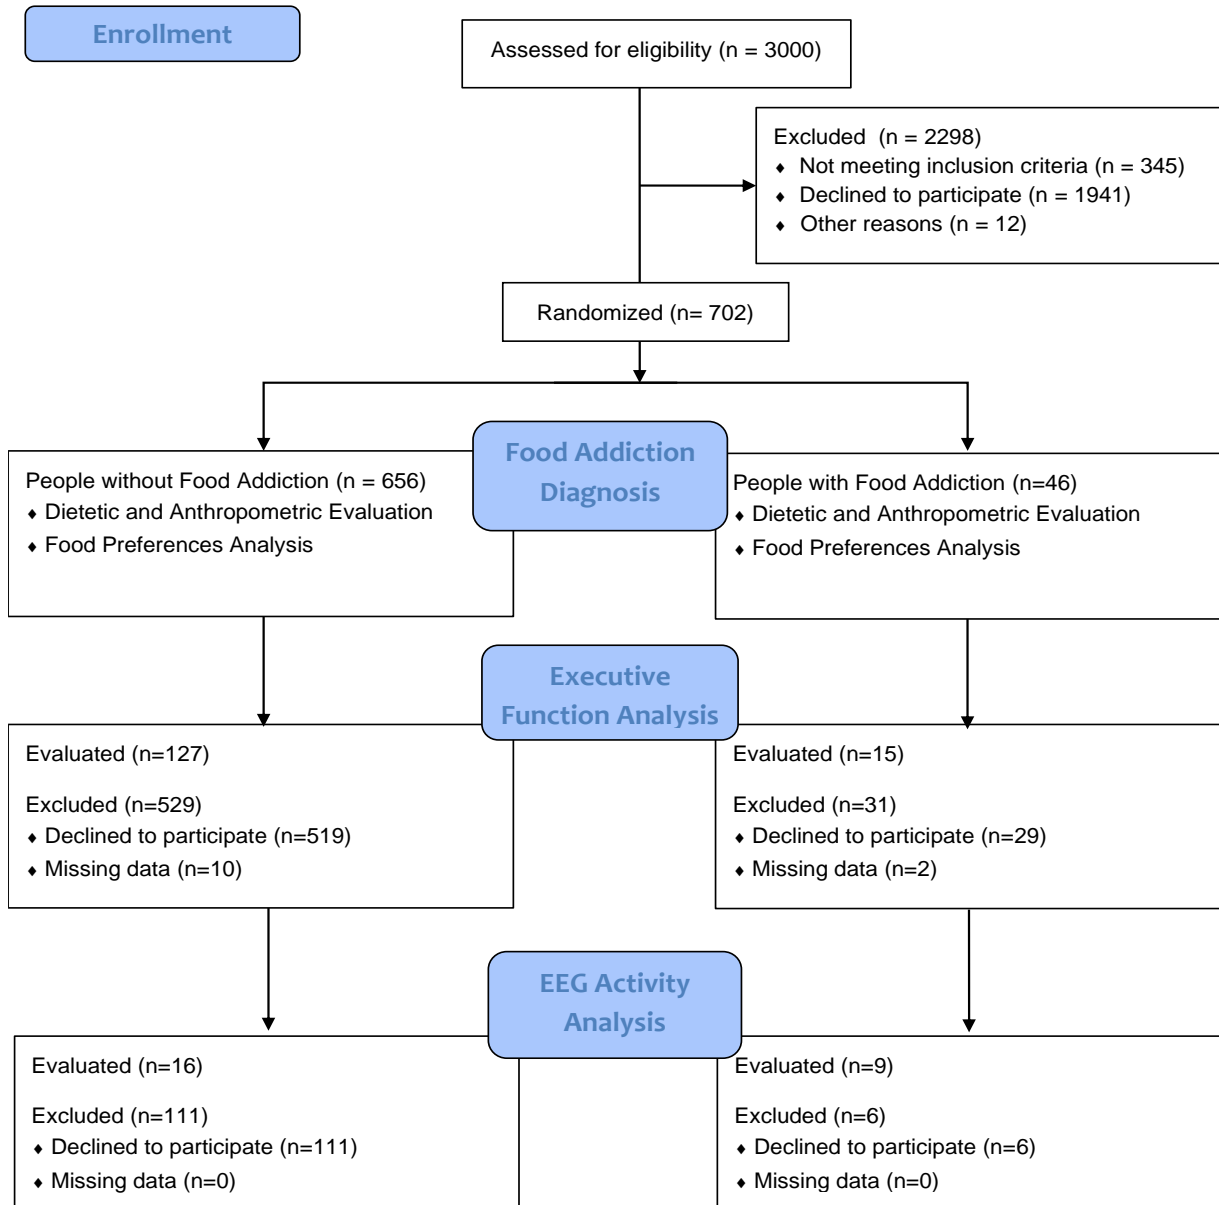 Enrollment
Assessed for eligibility (n = 3000)
Excluded  (n = 2298)
♦ Not meeting inclusion criteria (n = 345)
♦ Declined to participate (n = 1941)
♦ Other reasons (n = 12)
Randomized (n= 702)
Food Addiction
Diagnosis
People without Food Addiction (n = 656)
♦ Dietetic and Anthropometric Evaluation
♦ Food Preferences Analysis
People with Food Addiction (n=46)
♦ Dietetic and Anthropometric Evaluation
♦ Food Preferences Analysis
Executive
Function Analysis
Evaluated (n=127)
Excluded (n=529)
♦ Declined to participate (n=519)
♦ Missing data (n=10)
Evaluated (n=15)
Excluded (n=31)
♦ Declined to participate (n=29)
♦ Missing data (n=2)
EEG Activity
Analysis
Evaluated (n=16)
Excluded (n=111)
♦ Declined to participate (n=111)
♦ Missing data (n=0)
Evaluated (n=9)
Excluded (n=6)
♦ Declined to participate (n=6)
♦ Missing data (n=0)